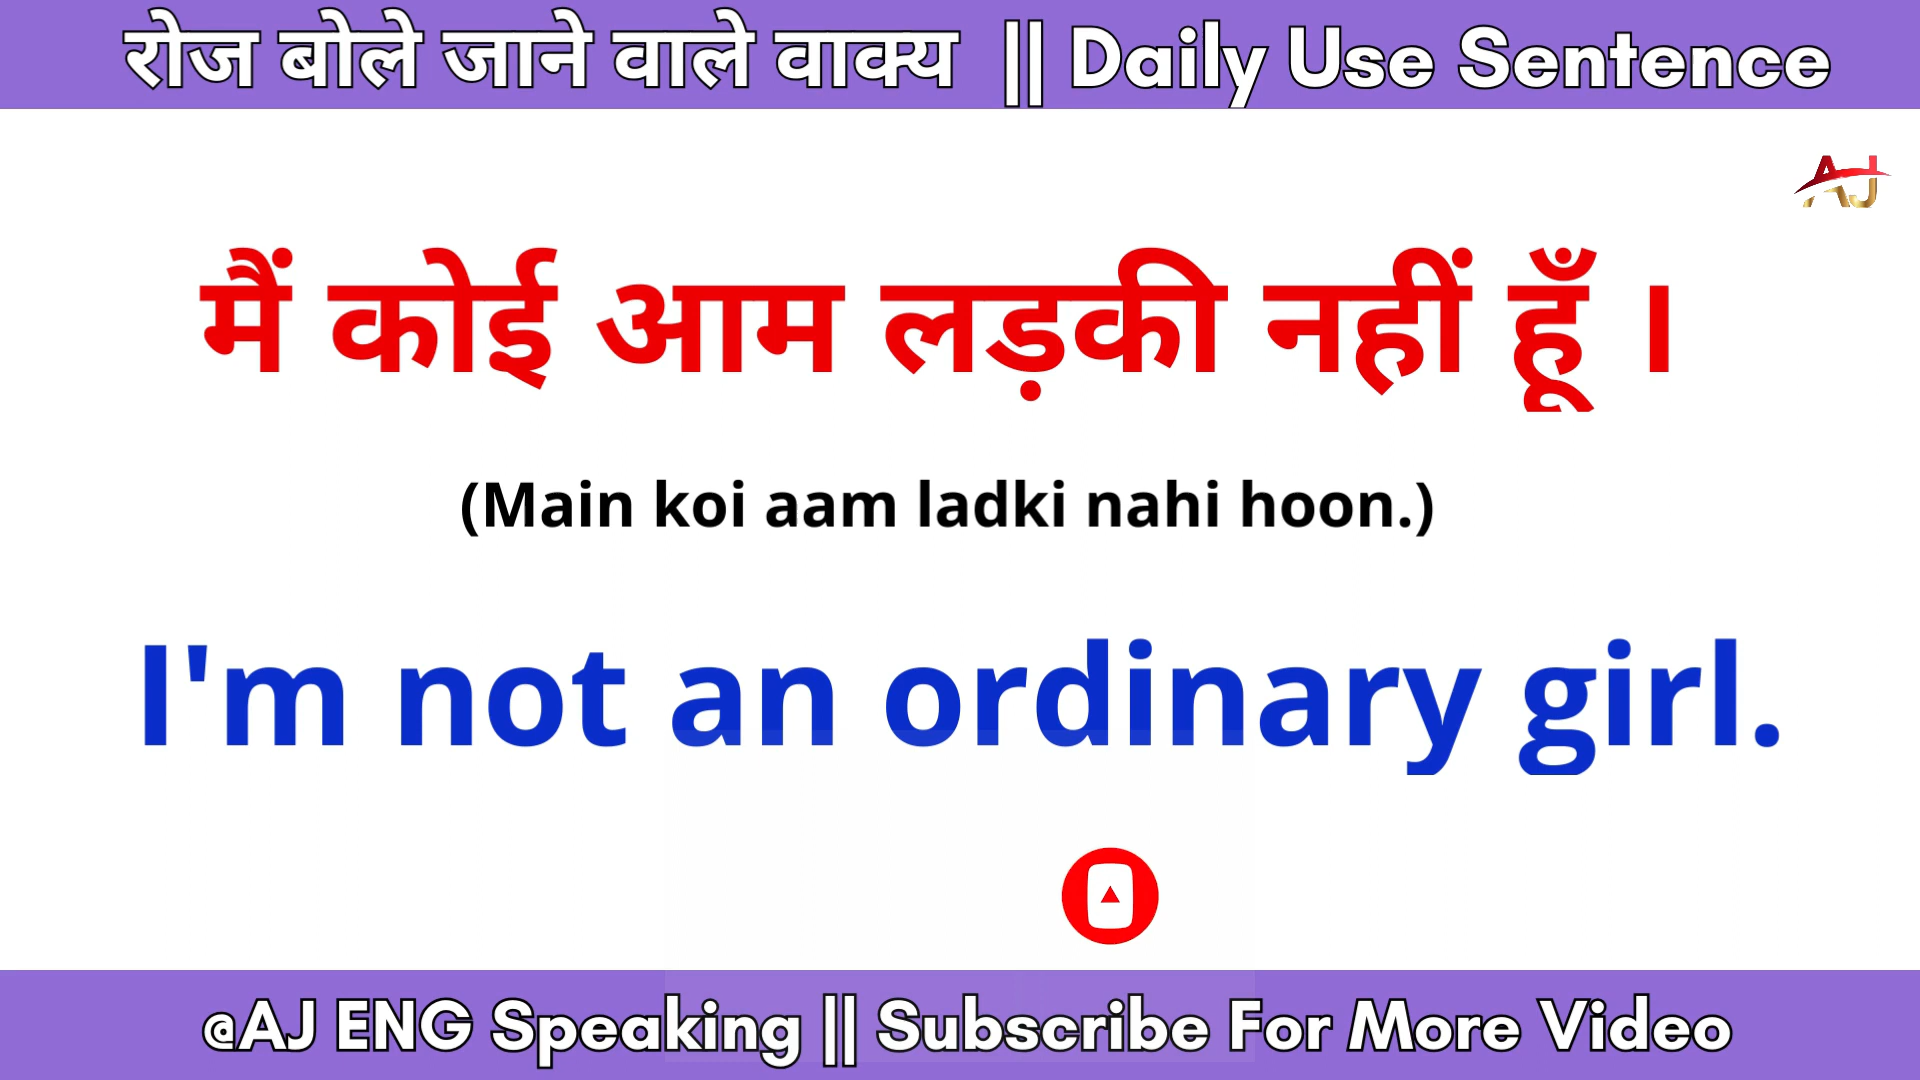 रोज बोले जाने वाले वाक्य || Daily Use Sentence
AJ
मैं कोई आम लड़की नहीं हूँ ।
(Main koi aam ladki nahi hoon.)
I'm not an ordinary girl.
@AJ ENG Speaking || Subscribe For More Video